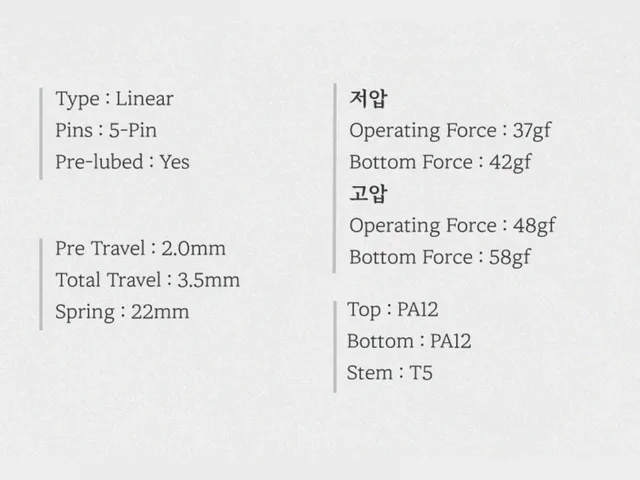 Type : Linear
Pins : 5-Pin
Pre-lubed : Yes
Pre Travel : 2.0mm
Total Travel : 3.5mm
Spring : 22mm
저압
Operating Force : 37gf
Bottom Force : 42gf
고압
Operating Force : 48gf
Bottom Force : 58gf
Top : PA12
Bottom : PA12
Stem : T5